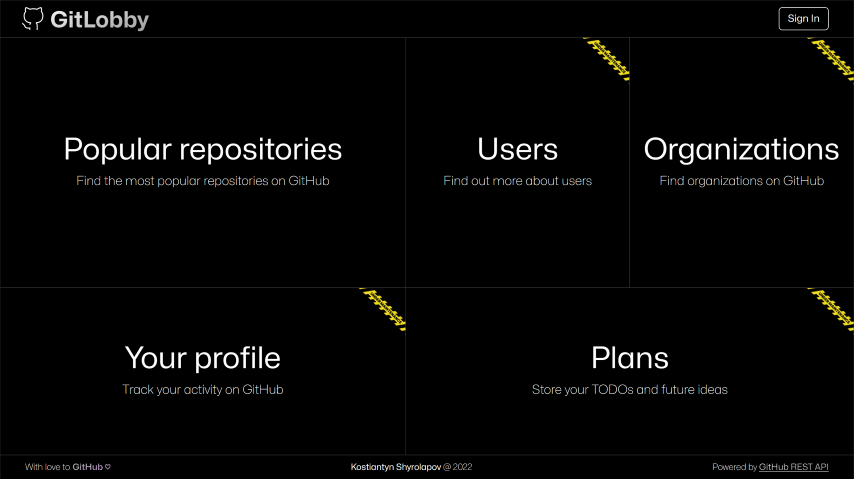 GitLobby
Sign In
Popular repositories
Find the most popular repositories on GitHub
Users
Find out more about users
Organizations
Find organizations on GitHub
Your profile
Track your activity on GitHub
Plans
Store your TODOs and future ideas
With love to GitHub
Kostiantyn Shyrolapov @ 2022
Powered by GitHub REST API